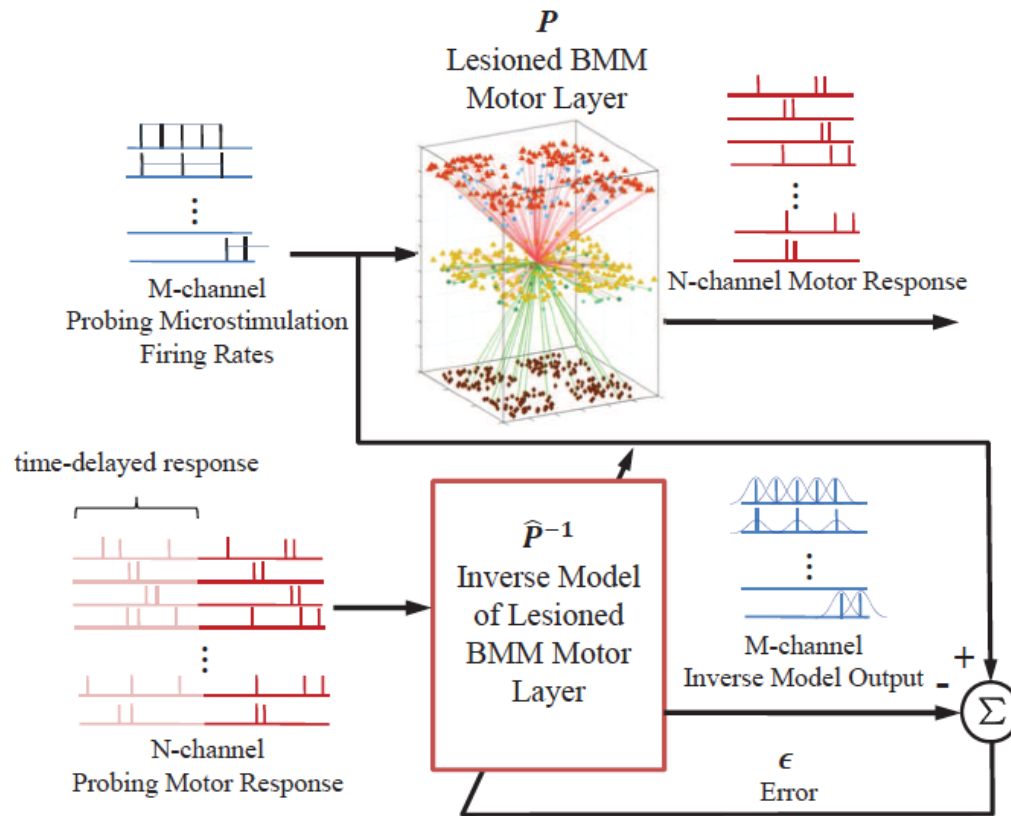 P
Lesioned BMM
Motor Layer
M-channel
Probing Microstimulation
Firing Rates
N-channel Motor Response
time-delayed response
P̂⁻¹
Inverse Model
of Lesioned
BMM Motor
Layer
M-channel
Inverse Model Output
+
-
Σ
N-channel
Probing Motor Response
ϵ
Error